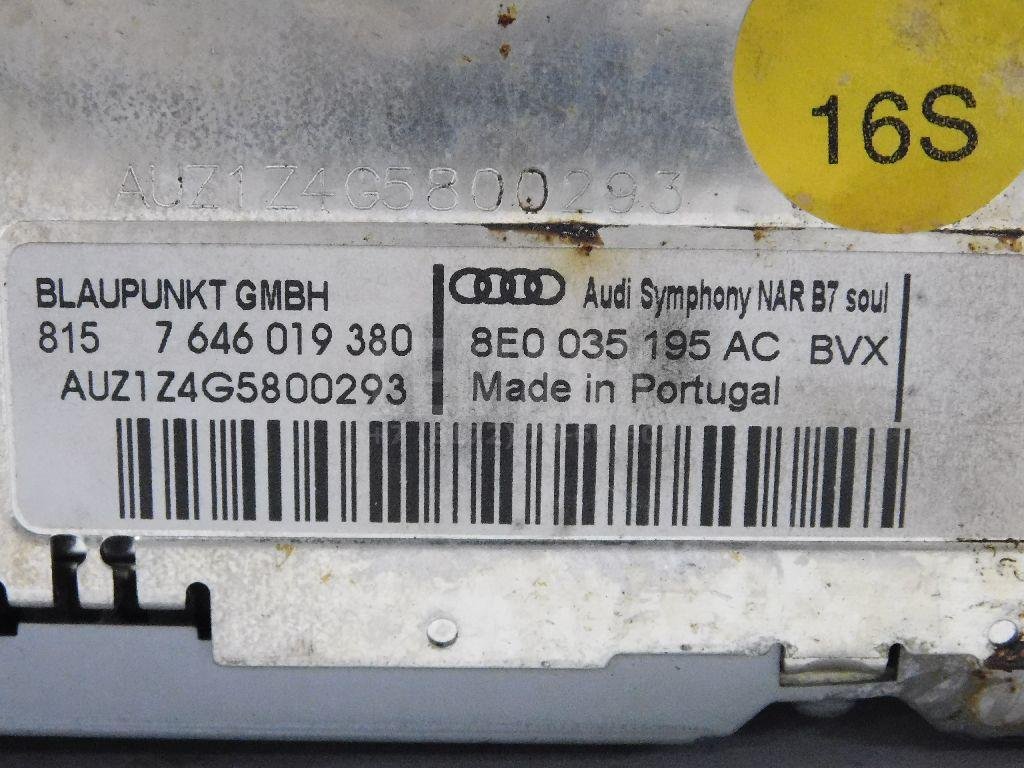 16S
AUZ1Z4G5800293
BLAUPUNKT GMBH
815 7 646 019 380
AUZ1Z4G5800293
Audi Symphony NAR B7 soul
8E0 035 195 AC BVX
Made in Portugal